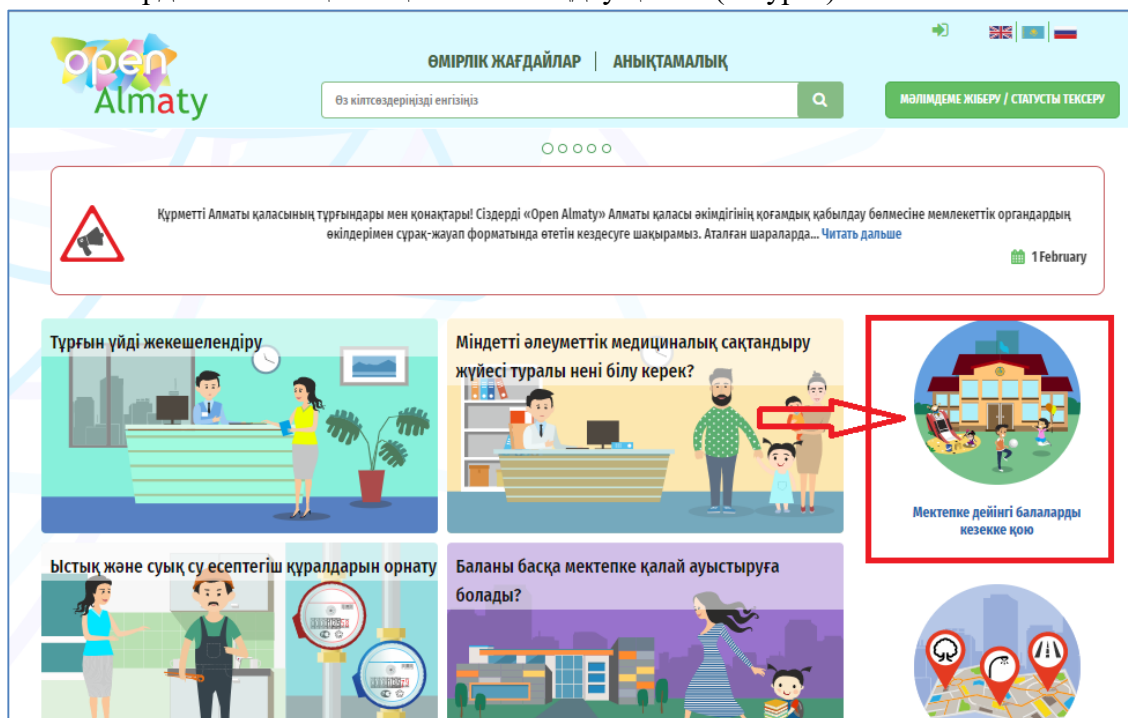 open
Almaty
ӨМІРЛІК ЖАҒДАЙЛАР | АНЫҚТАМАЛЫҚ
Өз кілтсөздеріңізді енгізіңіз
МӘЛІМДЕМЕ ЖІБЕРУ / СТАТУСТЫ ТЕКСЕРУ
Құрметті Алматы қаласының тұрғындары мен қонақтары! Сіздерді «Open Almaty» Алматы қаласы әкімдігінің қоғамдық қабылдау бөлмесіне мемлекеттік органдардың
өкілдерімен сұрақ-жауап форматында өтетін кездесуге шақырамыз. Аталған шараларда... Читать дальше
1 February
Тұрғын үйді жекешелендіру
Міндетті әлеуметтік медициналық сақтандыру
жүйесі туралы нені білу керек?
Мектепке дейінгі балаларды
кезекке қою
Ыстық және суық су есептегіш құралдарын орнату
Баланы басқа мектепке қалай ауыстыруға
болады?